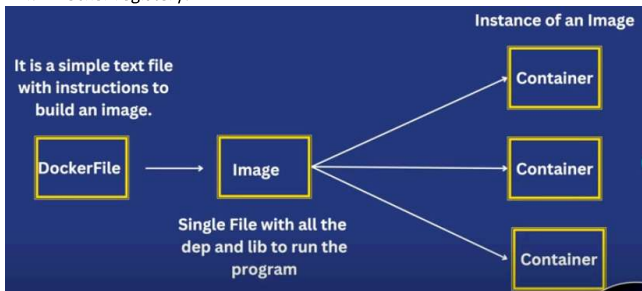 Instance of an Image
It is a simple text file
with instructions to
build an image.
Container
DockerFile
Image
Container
Single File with all the
dep and lib to run the
program
Container